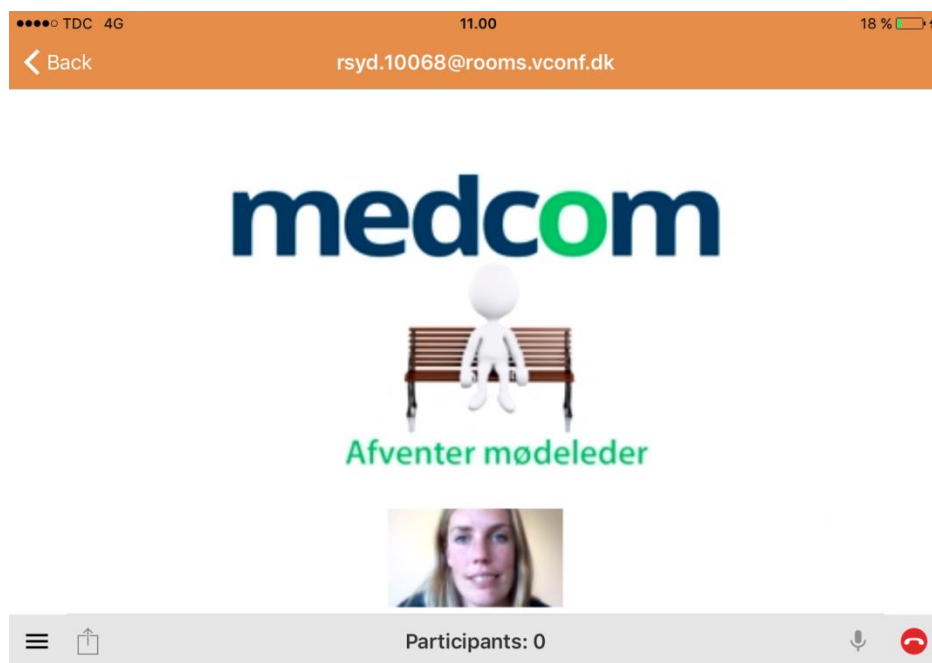 TDC 4G
11.00
18 %
Back
rsyd.10068@rooms.vconf.dk
medcom
Afventer mødeleder
Participants: 0